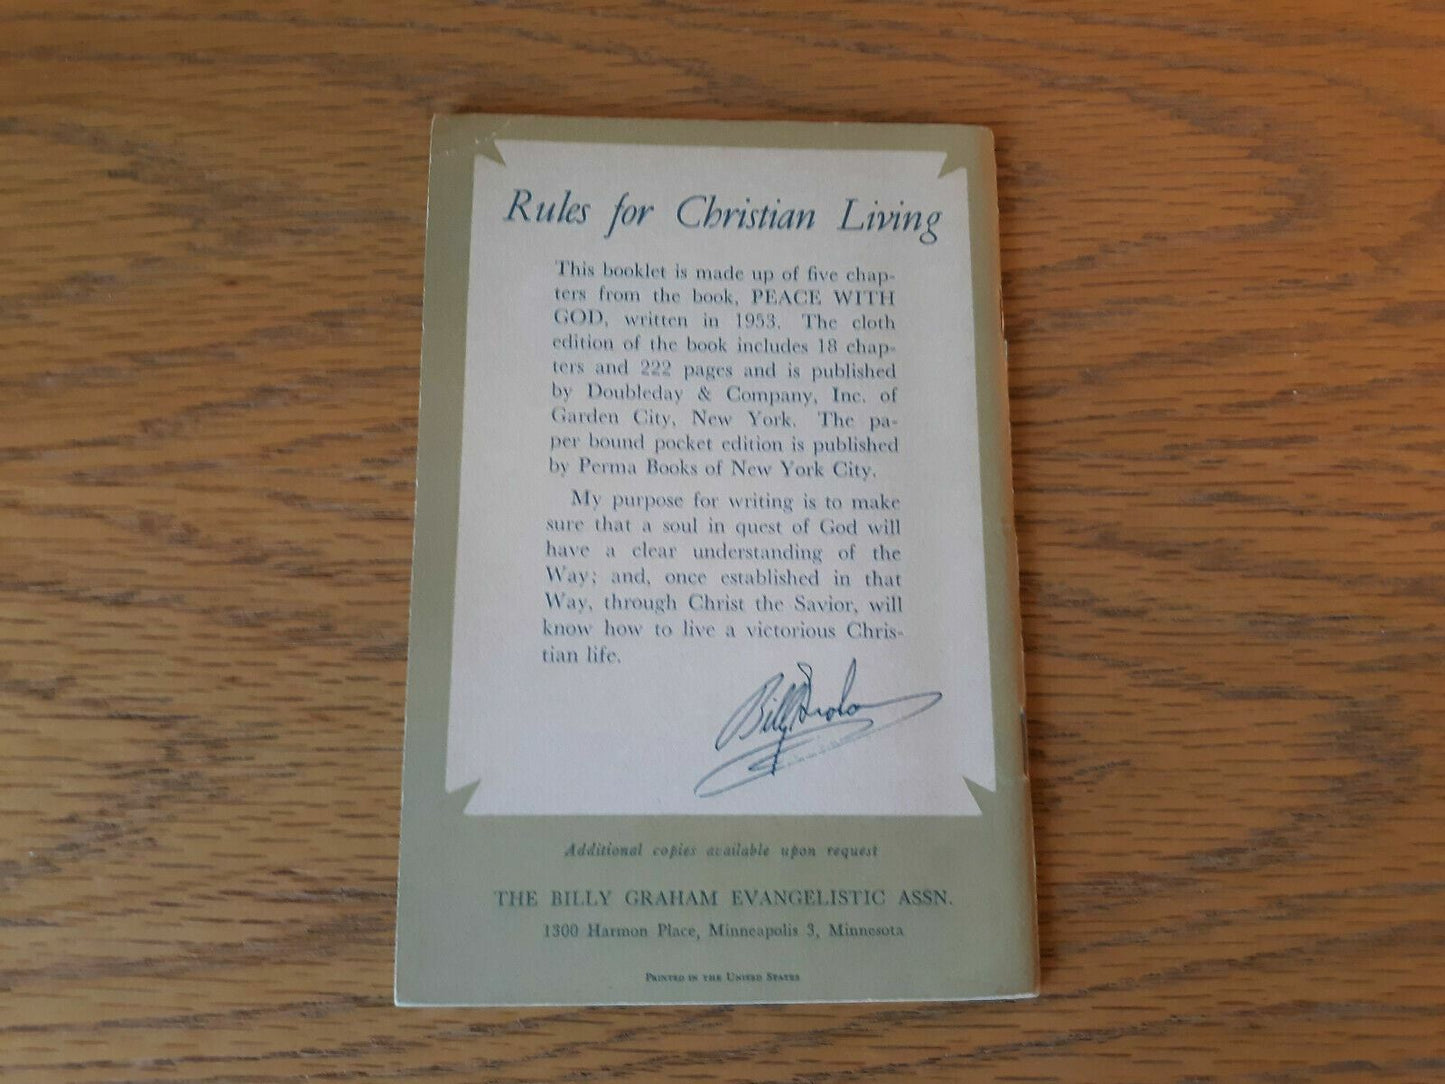 Rules for Christian Living
This booklet is made up of five chap-
ters from the book, PEACE WITH
GOD, written in 1953. The cloth
edition of the book includes 18 chap-
ters and 222 pages and is published
by Doubleday & Company, Inc. of
Garden City, New York. The pa-
per bound pocket edition is published
by Perma Books of New York City.
My purpose for writing is to make
sure that a soul in quest of God will
have a clear understanding of the
Way; and, once established in that
Way, through Christ the Savior, will
know how to live a victorious Chris-
tian life.
Billy Graham
Additional copies available upon request
THE BILLY GRAHAM EVANGELISTIC ASSN.
1300 Harmon Place, Minneapolis 3, Minnesota
PRINTED IN THE UNITED STATES